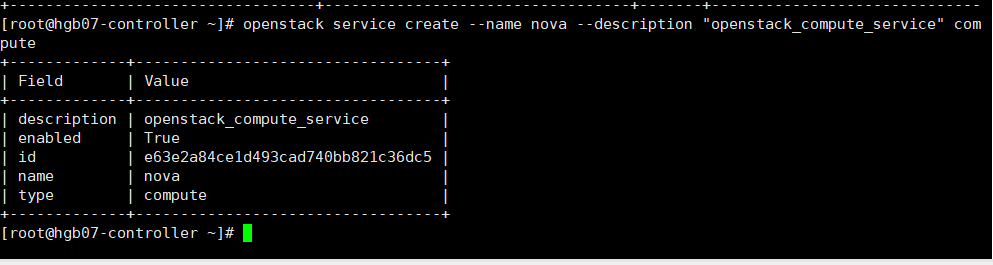 +-----------------------------------+----------------------------------+-------+------------------------------
[root@hgb07-controller ~]# openstack service create --name nova --description "openstack_compute_service" com
pute
+-------------+----------------------------------+
| Field       | Value                            |
+-------------+----------------------------------+
| description | openstack_compute_service        |
| enabled     | True                             |
| id          | e63e2a84ce1d493cad740bb821c36dc5 |
| name        | nova                             |
| type        | compute                          |
+-------------+----------------------------------+
[root@hgb07-controller ~]#